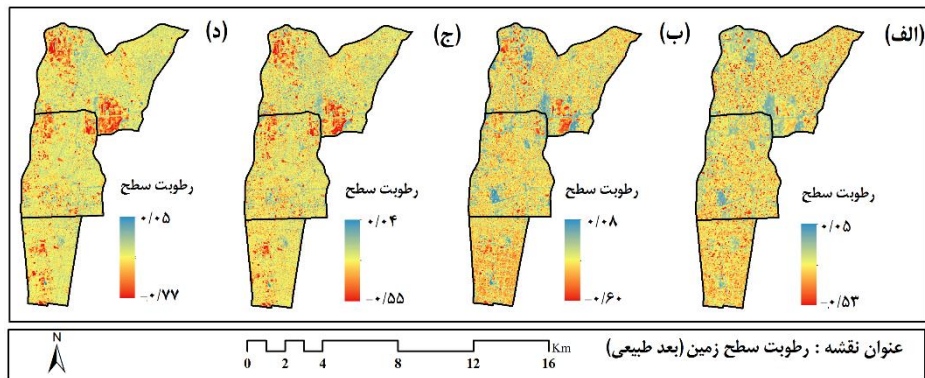 (الف)
(ب)
(ج)
(د)
رطوبت سطح
۰/۰۵
−۰/۵۳
رطوبت سطح
۰/۰۸
−۰/۶۰
رطوبت سطح
۰/۰۴
−۰/۵۵
رطوبت سطح
۰/۰۵
−۰/۷۷
عنوان نقشه : رطوبت سطح زمین (بعد طبیعی)
Km
0 2 4 8 12 16
N